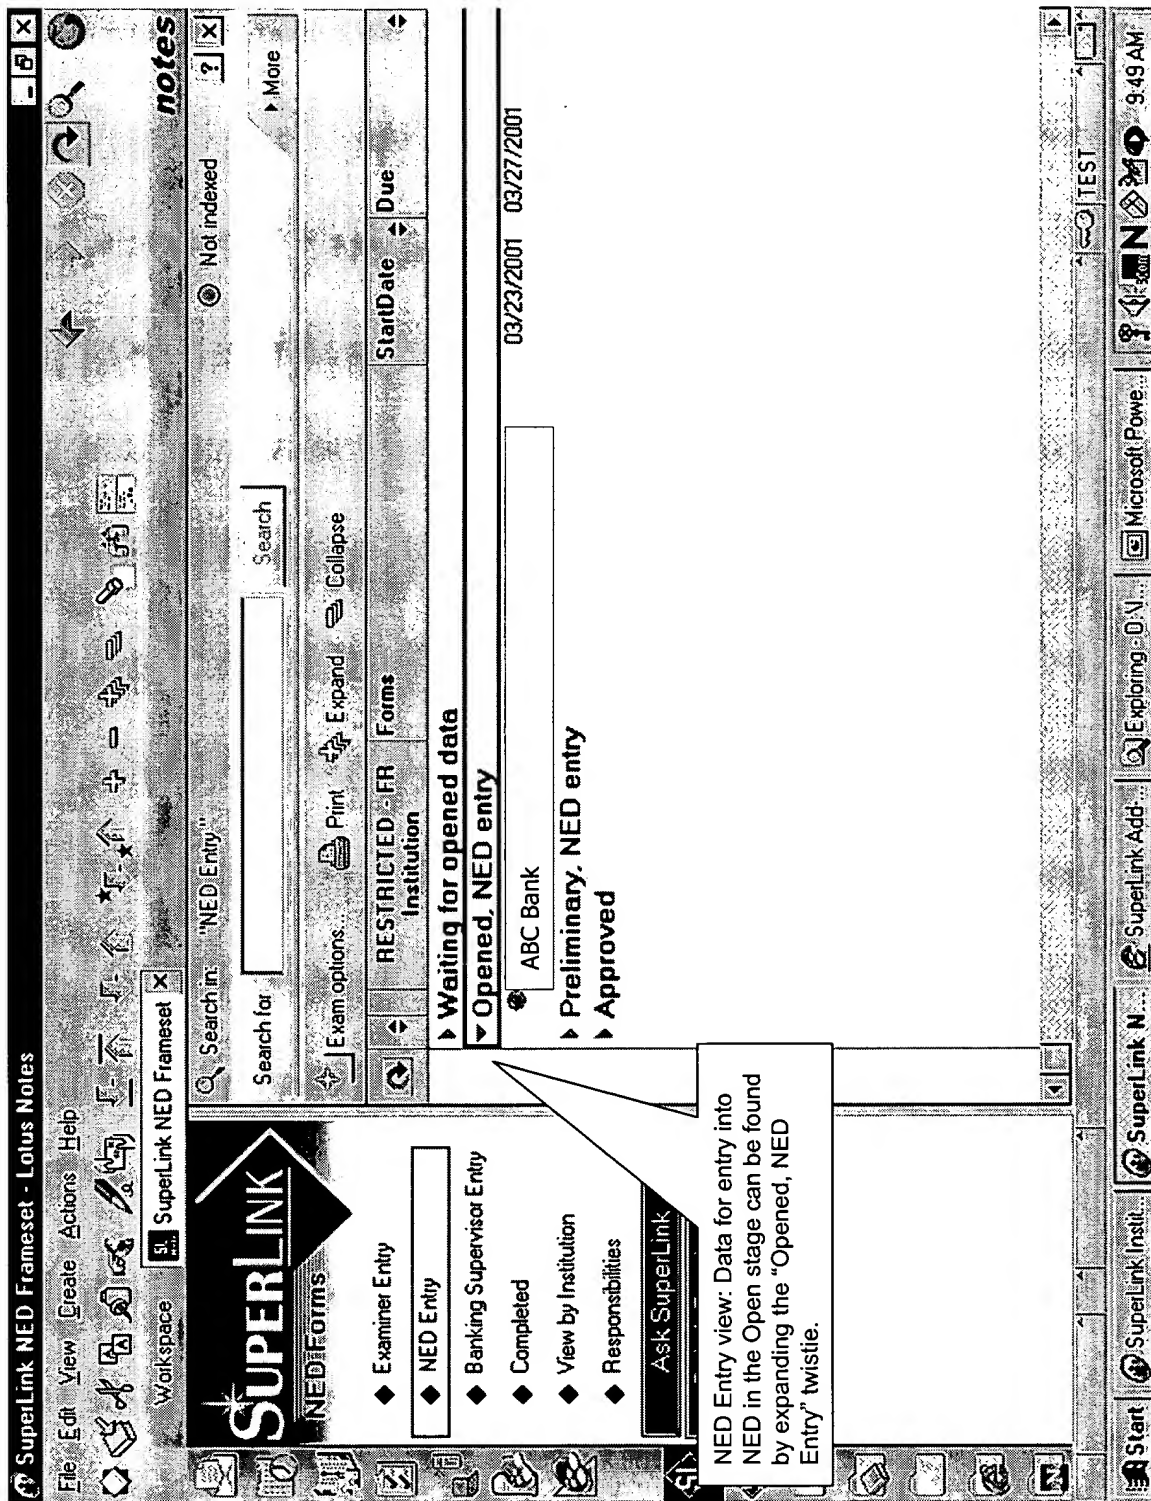 SuperLink NED Frameset - Lotus Notes
File Edit View Create Actions Help
Workspace
SuperLink NED Frameset
notes
SUPERLINK
NED Forms
Examiner Entry
NED Entry
Banking Supervisor Entry
Completed
View by Institution
Responsibilities
Ask SuperLink
Search in: "NED Entry"
Not indexed
?
Search for
Search
More
Exam options...
Print
Expand
Collapse
RESTRICTED - FR
Institution
Forms
StartDate
Due
Waiting for opened data
Opened, NED entry
ABC Bank
03/23/2001
03/27/2001
Preliminary, NED entry
Approved
NED Entry view: Data for entry into
NED in the Open stage can be found
by expanding the "Opened, NED
Entry" twistie.
TEST
Start
SuperLink Instit...
SuperLink N...
SuperLink Add-...
Exploring - D:\l...
Microsoft Powe...
9:49 AM